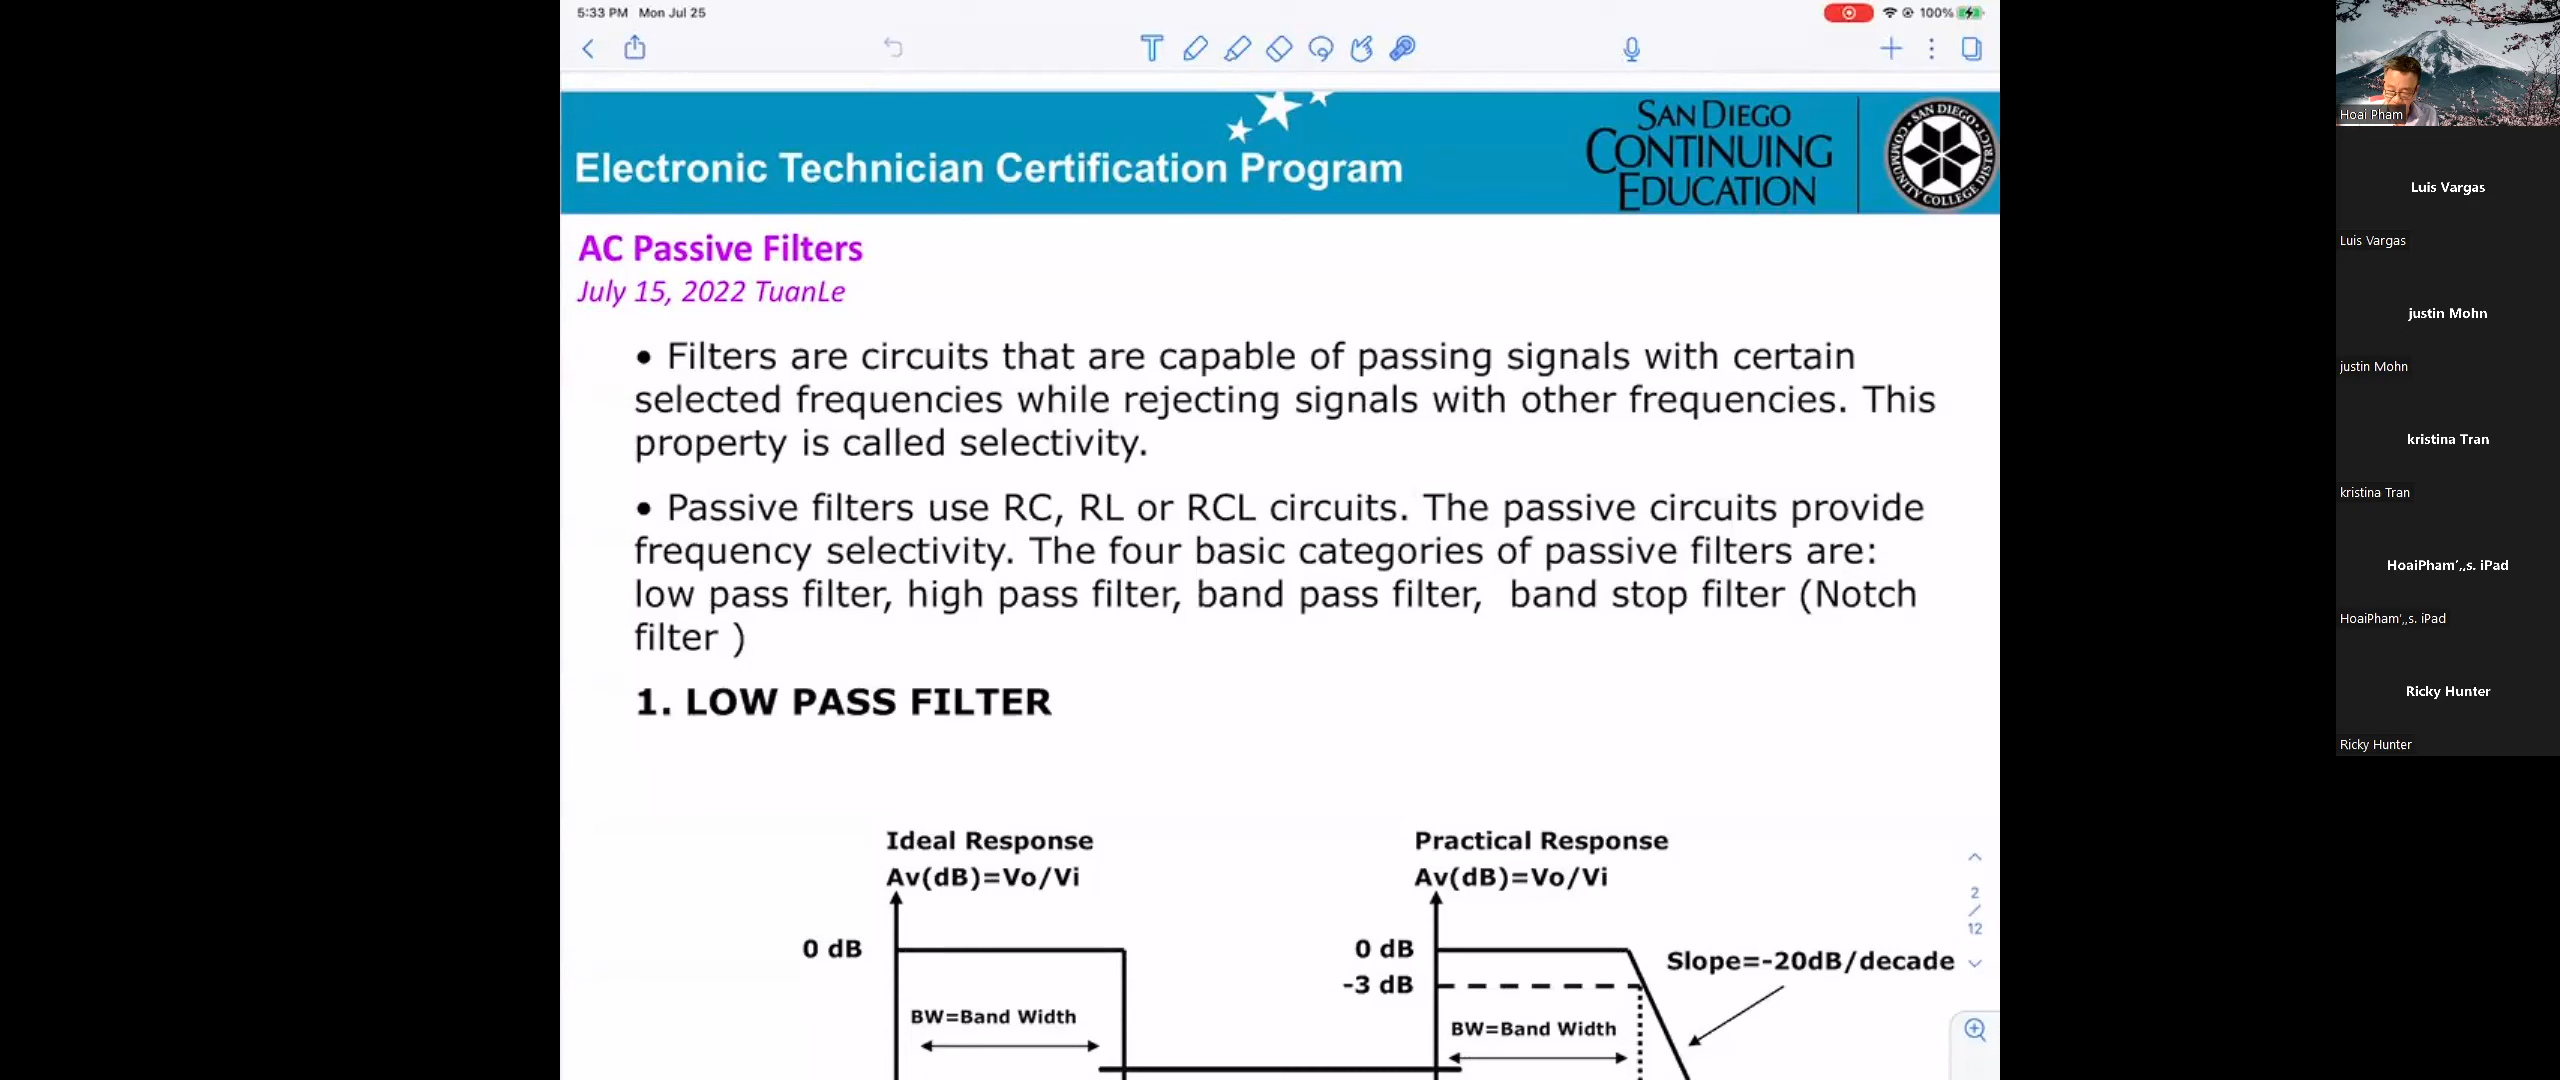 5:33 PM Mon Jul 25
100%
Electronic Technician Certification Program
SAN DIEGO
CONTINUING
EDUCATION
SAN DIEGO
COMMUNITY COLLEGE DISTRICT
AC Passive Filters
July 15, 2022 TuanLe
• Filters are circuits that are capable of passing signals with certain
selected frequencies while rejecting signals with other frequencies. This
property is called selectivity.
• Passive filters use RC, RL or RCL circuits. The passive circuits provide
frequency selectivity. The four basic categories of passive filters are:
low pass filter, high pass filter, band pass filter, band stop filter (Notch
filter )
1. LOW PASS FILTER
Ideal Response
Av(dB)=Vo/Vi
0 dB
BW=Band Width
Practical Response
Av(dB)=Vo/Vi
0 dB
-3 dB
Slope=-20dB/decade
BW=Band Width
2
/
12
Hoai Pham
Luis Vargas
Luis Vargas
justin Mohn
justin Mohn
kristina Tran
kristina Tran
HoaiPham',,s. iPad
HoaiPham',,s. iPad
Ricky Hunter
Ricky Hunter